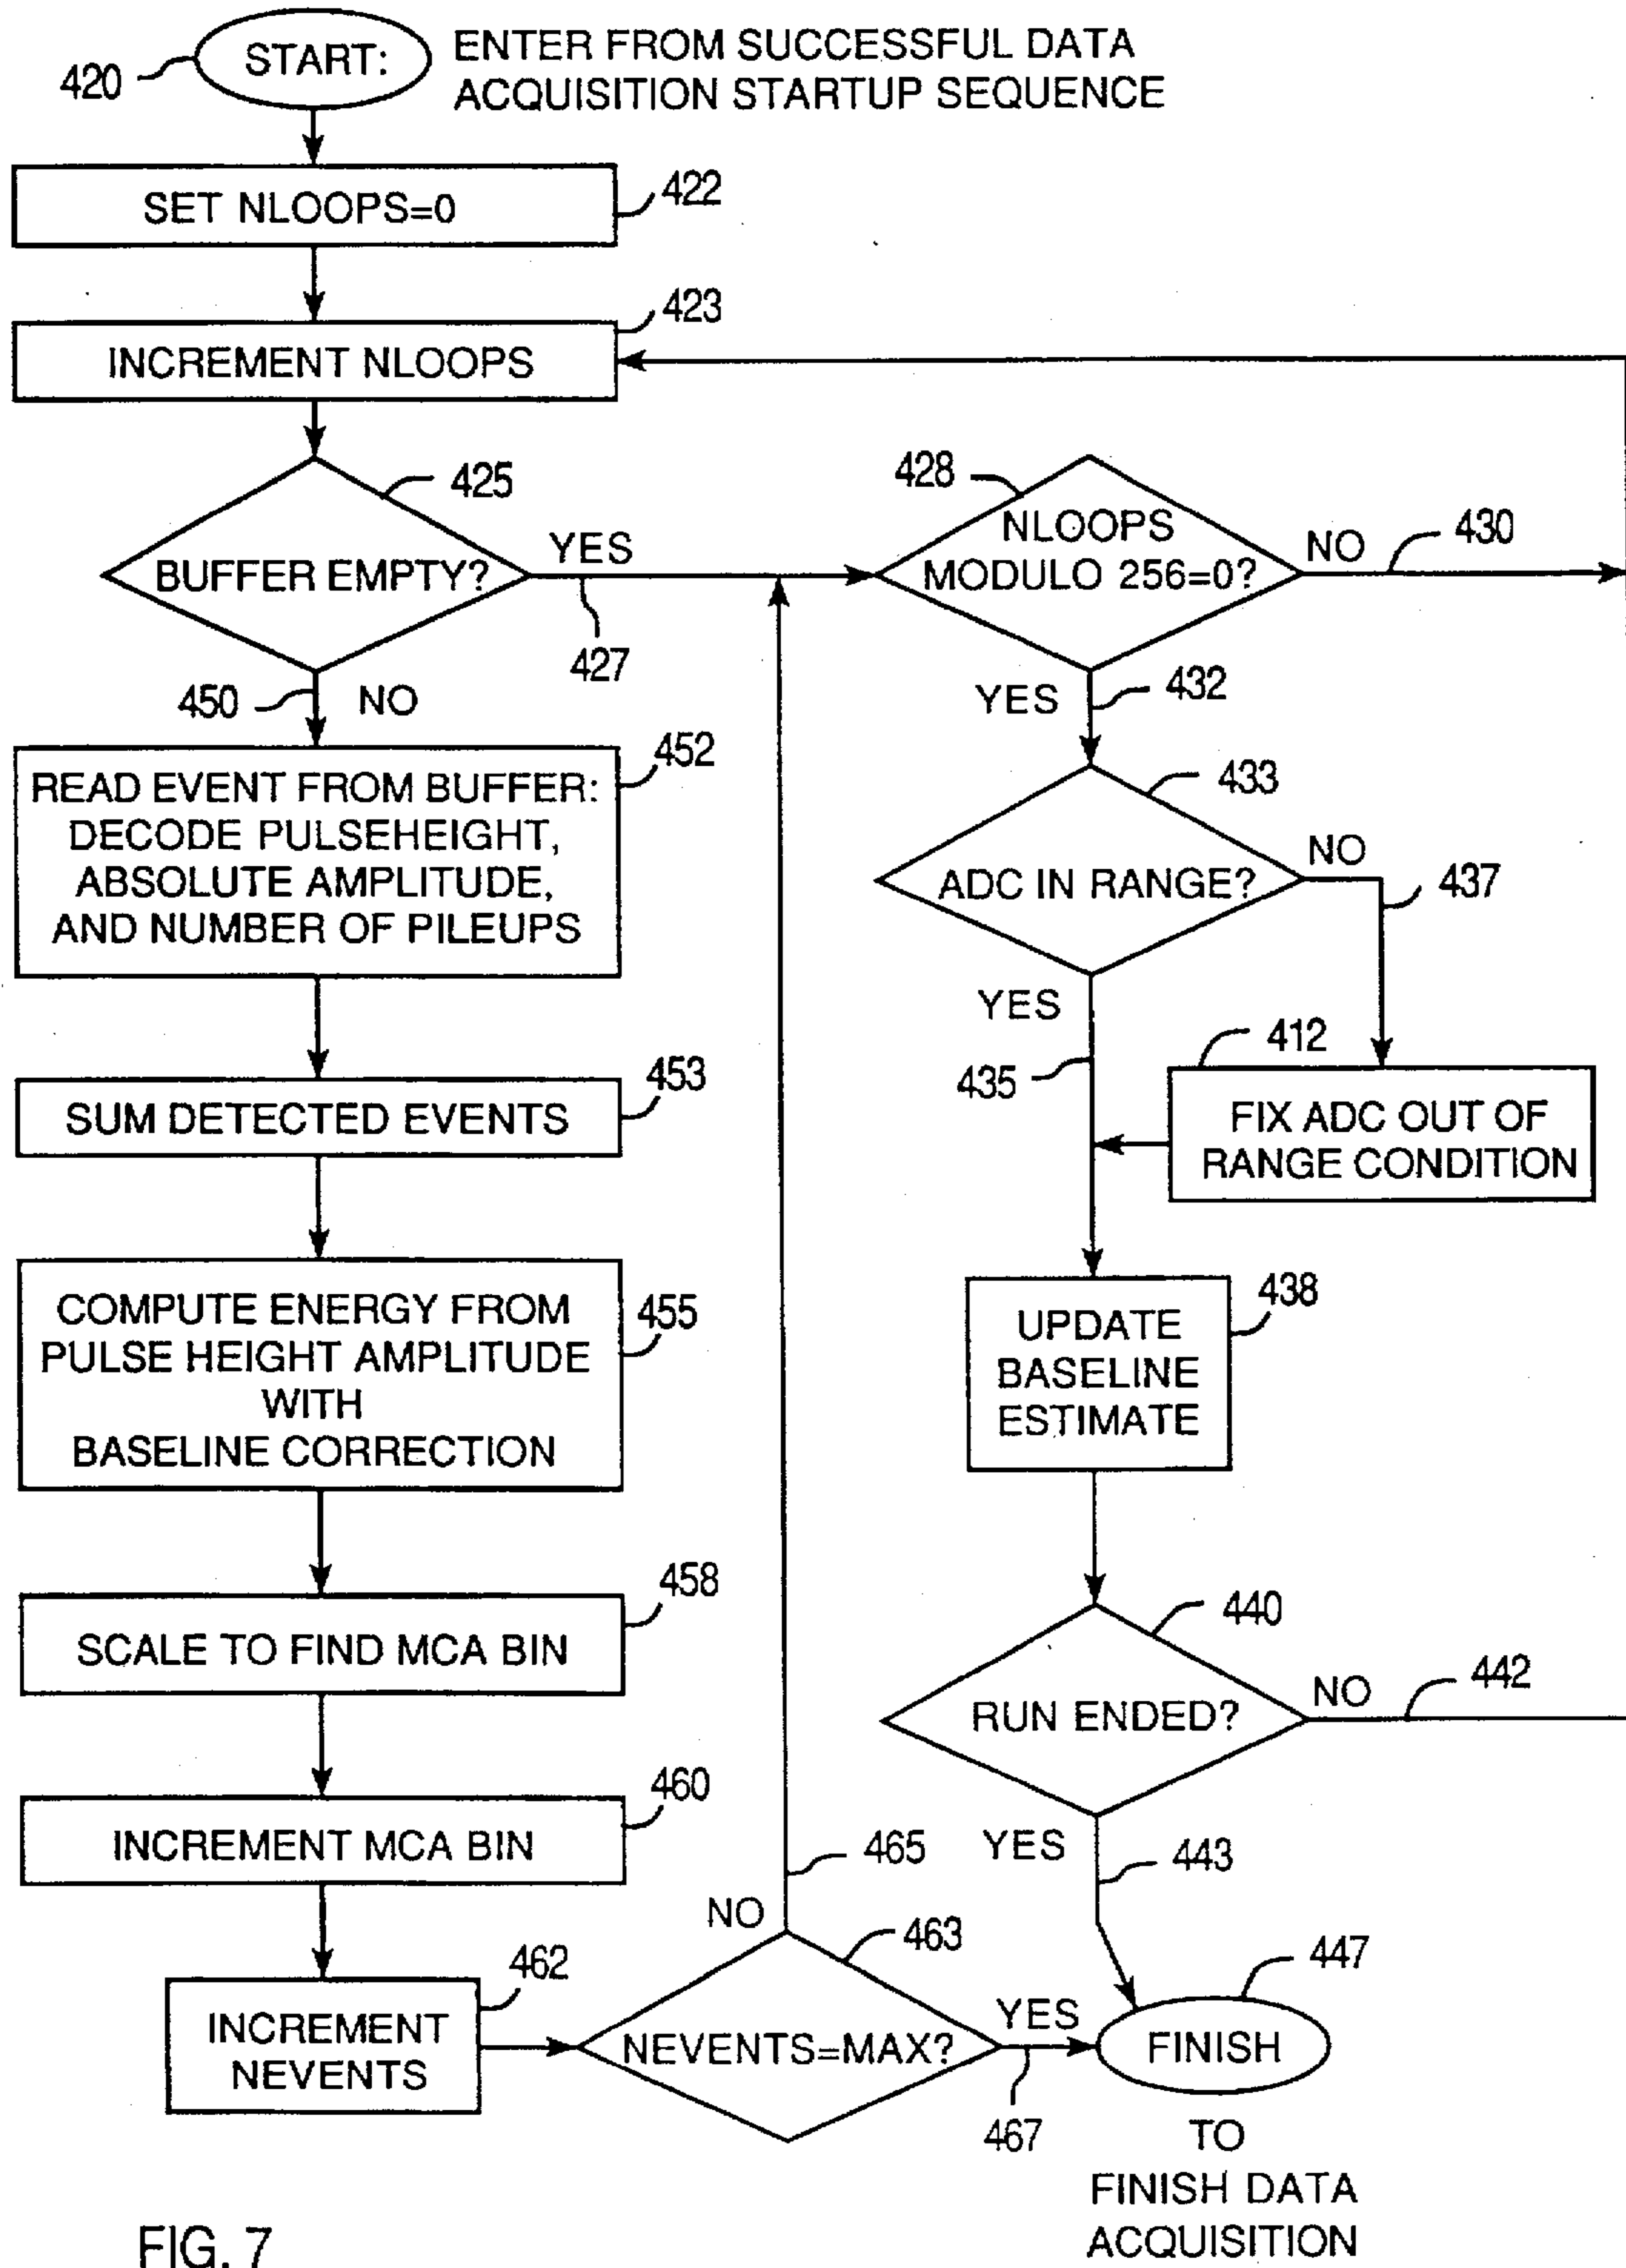 420
START:
ENTER FROM SUCCESSFUL DATA
ACQUISITION STARTUP SEQUENCE
SET NLOOPS=0
422
INCREMENT NLOOPS
423
BUFFER EMPTY?
425
YES
427
428
NLOOPS
MODULO 256=0?
NO
430
450
NO
YES
432
READ EVENT FROM BUFFER:
DECODE PULSEHEIGHT,
ABSOLUTE AMPLITUDE,
AND NUMBER OF PILEUPS
452
433
ADC IN RANGE?
NO
437
YES
435
412
FIX ADC OUT OF
RANGE CONDITION
SUM DETECTED EVENTS
453
COMPUTE ENERGY FROM
PULSE HEIGHT AMPLITUDE
WITH
BASELINE CORRECTION
455
UPDATE
BASELINE
ESTIMATE
438
SCALE TO FIND MCA BIN
458
440
RUN ENDED?
NO
442
INCREMENT MCA BIN
460
465
YES
443
NO
463
INCREMENT
NEVENTS
462
NEVENTS=MAX?
YES
467
447
FINISH
TO
FINISH DATA
ACQUISITION
FIG. 7